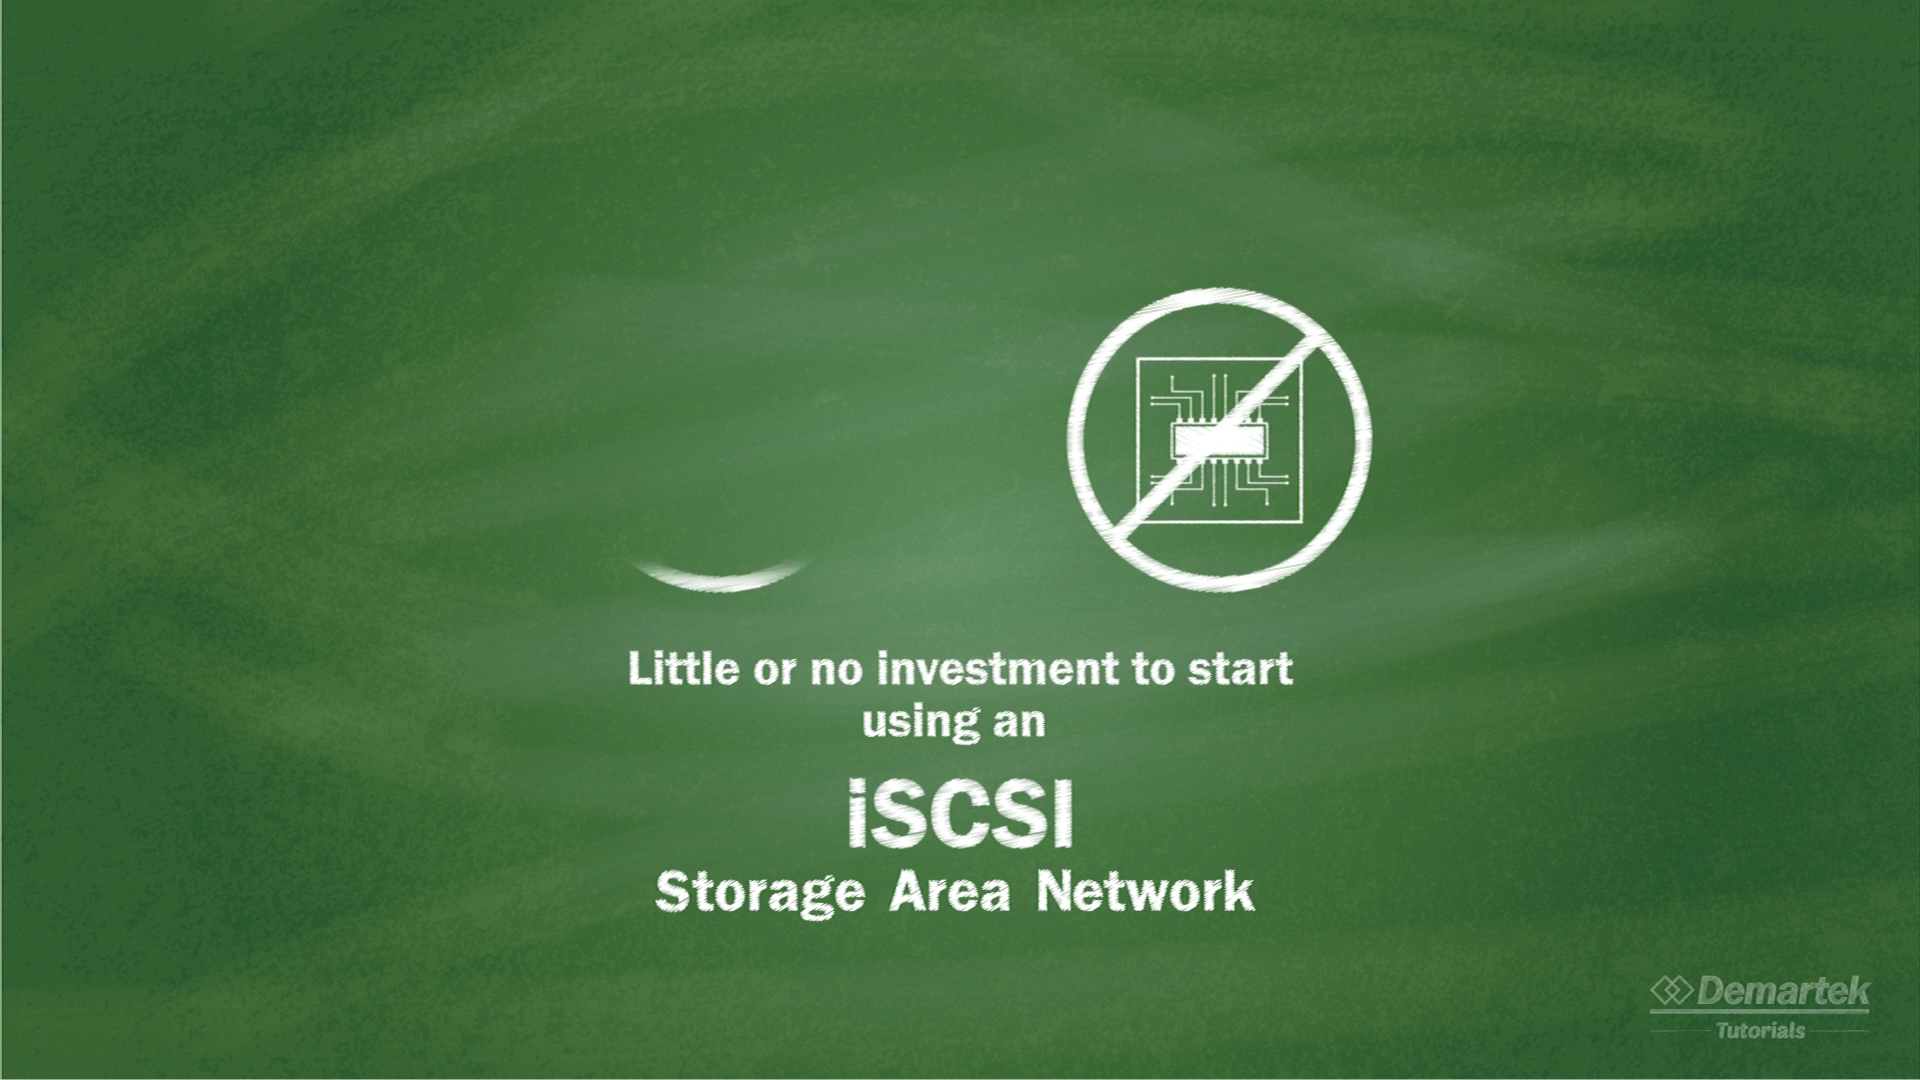 Little or no investment to start
using an
iSCSI
Storage Area Network
Demartek
Tutorials